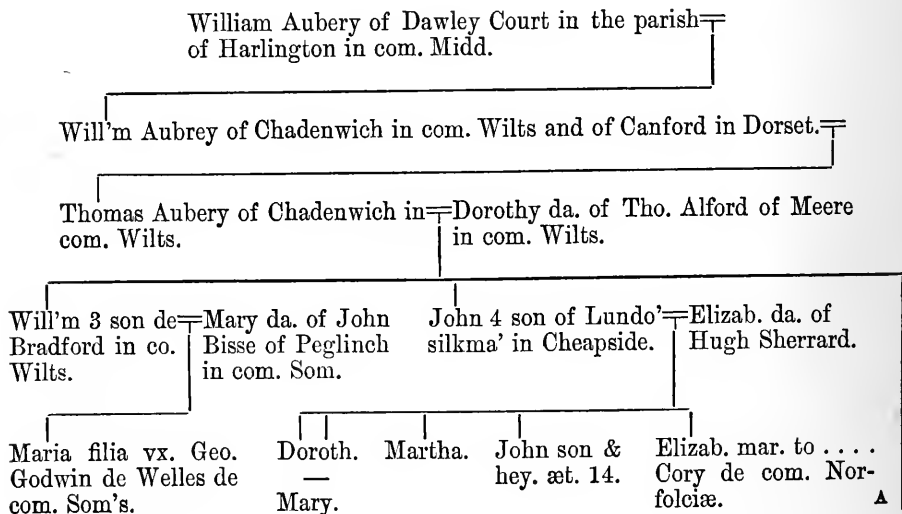 William Aubery of Dawley Court in the parish
of Harlington in com. Midd.
Will'm Aubrey of Chadenwich in com. Wilts and of Canford in Dorset.
Thomas Aubery of Chadenwich in
com. Wilts.
Dorothy da. of Tho. Alford of Meere
in com. Wilts.
Will'm 3 son de
Bradford in co.
Wilts.
Mary da. of John
Bisse of Peglinch
in com. Som.
John 4 son of Lundo'
silkma' in Cheapside.
Elizab. da. of
Hugh Sherrard.
Maria filia vx. Geo.
Godwin de Welles de
com. Som's.
Doroth.
—
Mary.
Martha.
John son &
hey. æt. 14.
Elizab. mar. to . . . .
Cory de com. Nor-
folciæ.
A